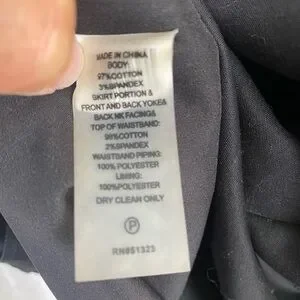 MADE IN CHINA
BODY:
97%COTTON
3%SPANDEX
SKIRT PORTION &
FRONT AND BACK YOKE&
BACK NK FACING&
TOP OF WAISTBAND:
98%COTTON
2%SPANDEX
WAISTBAND PIPING:
100% POLYESTER
LINING:
100%POLYESTER
DRY CLEAN ONLY
P
RN851323